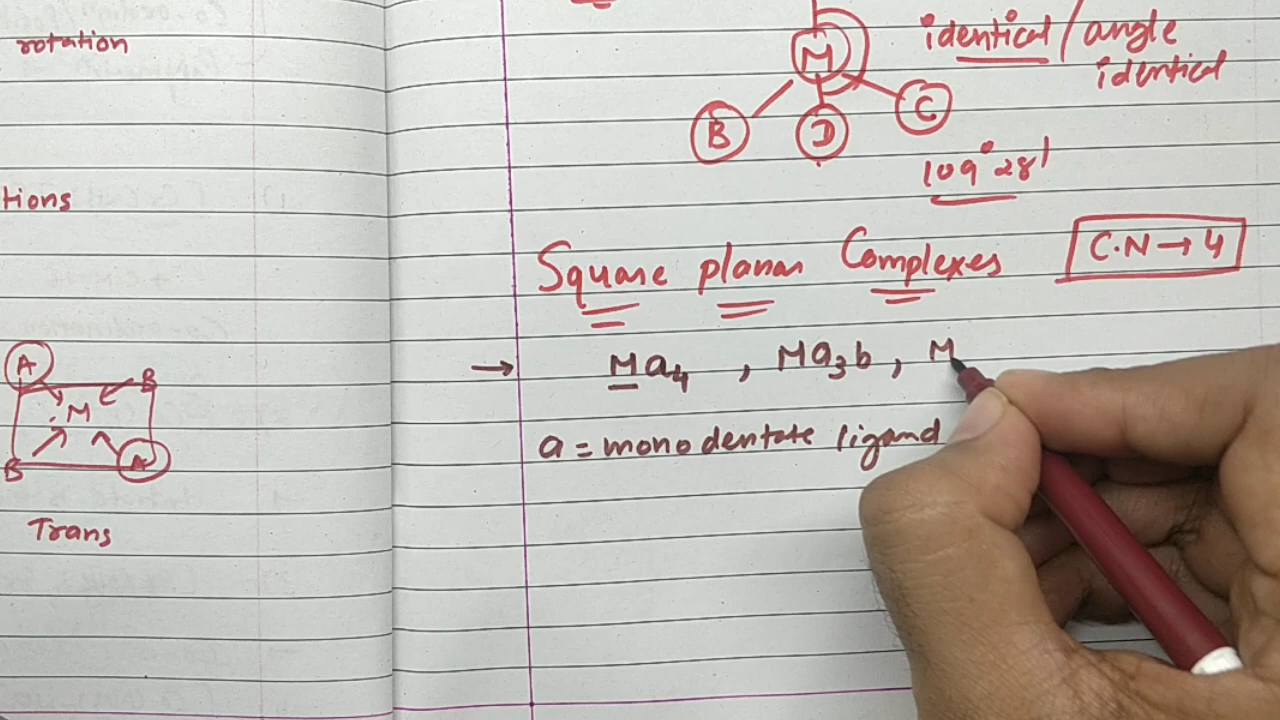 rotation
tions
A
B
M
B
A
Trans
M
identical / angle
identical
B
D
C
109°28'
Square planar Complexes
C.N → 4
→ Ma4 , Ma3b , M
a = monodentate ligand